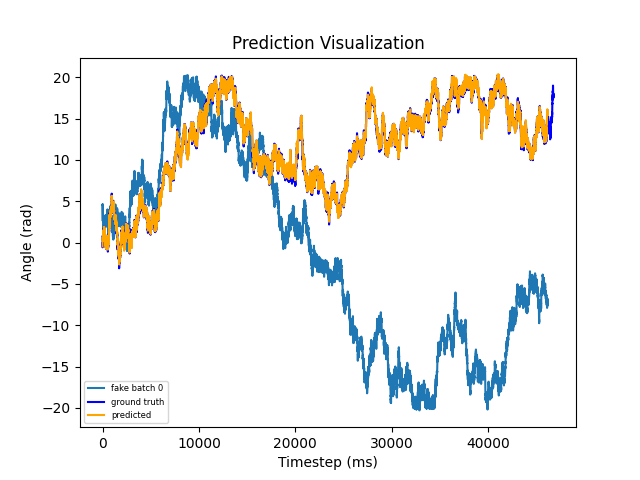 Prediction Visualization
Angle (rad)
20
15
10
5
0
−5
−10
−15
−20
fake batch 0
ground truth
predicted
0 10000 20000 30000 40000
Timestep (ms)